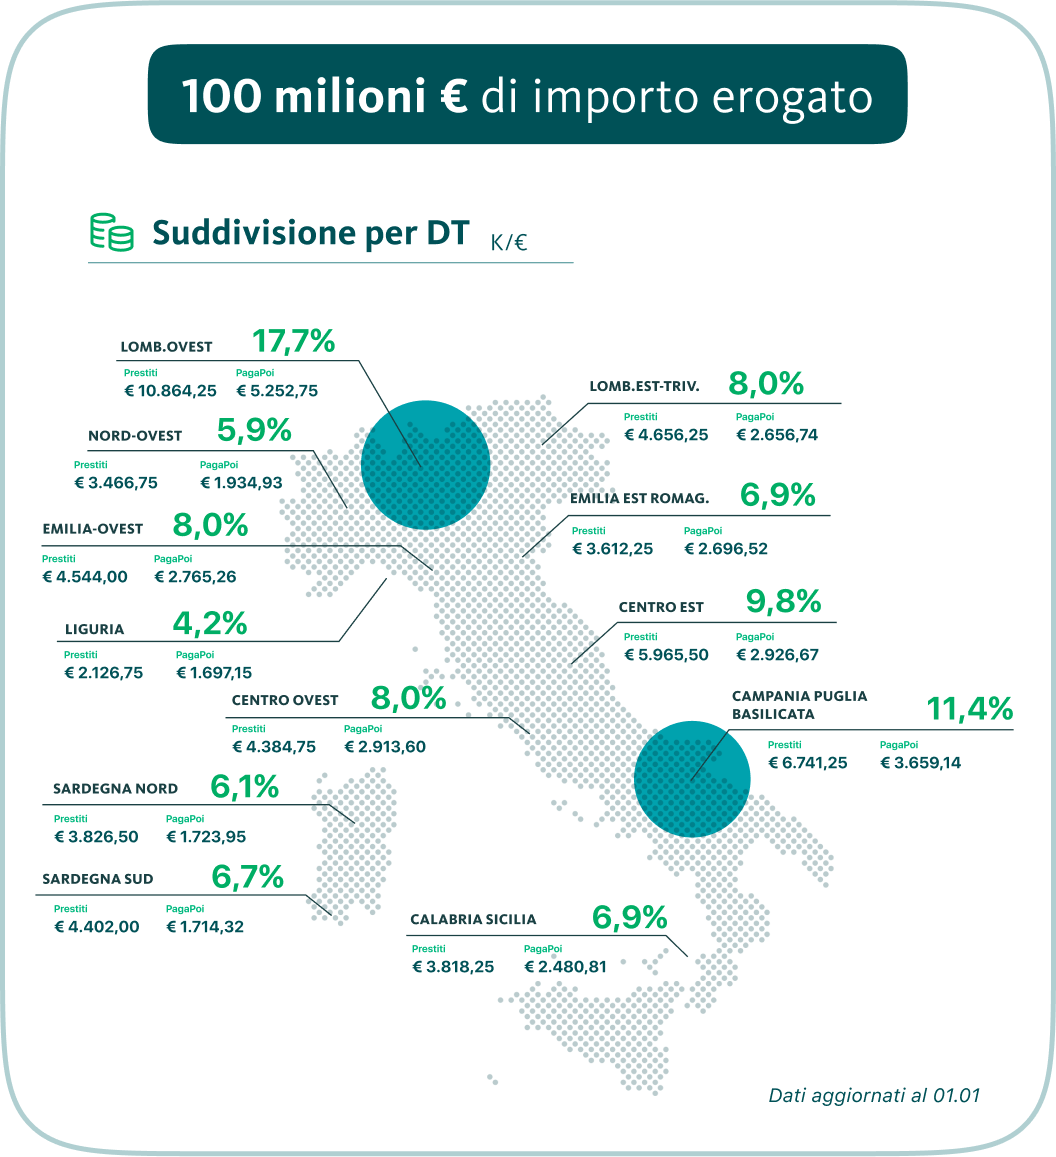 100 milioni € di importo erogato
Suddivisione per DT K/€
LOMB.OVEST 17,7%
Prestiti PagaPoi
€ 10.864,25 € 5.252,75
LOMB.EST-TRIV. 8,0%
Prestiti PagaPoi
€ 4.656,25 € 2.656,74
NORD-OVEST 5,9%
Prestiti PagaPoi
€ 3.466,75 € 1.934,93
EMILIA EST ROMAG. 6,9%
Prestiti PagaPoi
€ 3.612,25 € 2.696,52
EMILIA-OVEST 8,0%
Prestiti PagaPoi
€ 4.544,00 € 2.765,26
CENTRO EST 9,8%
Prestiti PagaPoi
€ 5.965,50 € 2.926,67
LIGURIA 4,2%
Prestiti PagaPoi
€ 2.126,75 € 1.697,15
CENTRO OVEST 8,0%
Prestiti PagaPoi
€ 4.384,75 € 2.913,60
CAMPANIA PUGLIA
BASILICATA 11,4%
Prestiti PagaPoi
€ 6.741,25 € 3.659,14
SARDEGNA NORD 6,1%
Prestiti PagaPoi
€ 3.826,50 € 1.723,95
SARDEGNA SUD 6,7%
Prestiti PagaPoi
€ 4.402,00 € 1.714,32
CALABRIA SICILIA 6,9%
Prestiti PagaPoi
€ 3.818,25 € 2.480,81
Dati aggiornati al 01.01